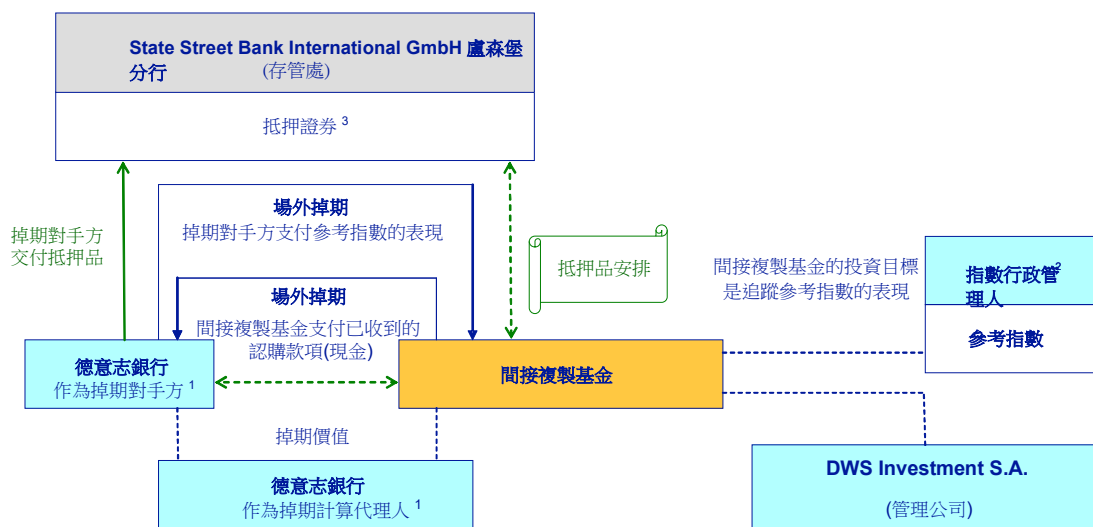 State Street Bank International GmbH 盧森堡
分行 (存管處)
抵押證券 3
掉期對手方
交付抵押品
場外掉期
掉期對手方支付參考指數的表現
場外掉期
間接複製基金支付已收到的
認購款項(現金)
抵押品安排
間接複製基金的投資目標
是追蹤參考指數的表現
指數行政管2
理人
參考指數
德意志銀行
作為掉期對手方 1
間接複製基金
掉期價值
德意志銀行
作為掉期計算代理人 1
DWS Investment S.A.
(管理公司)